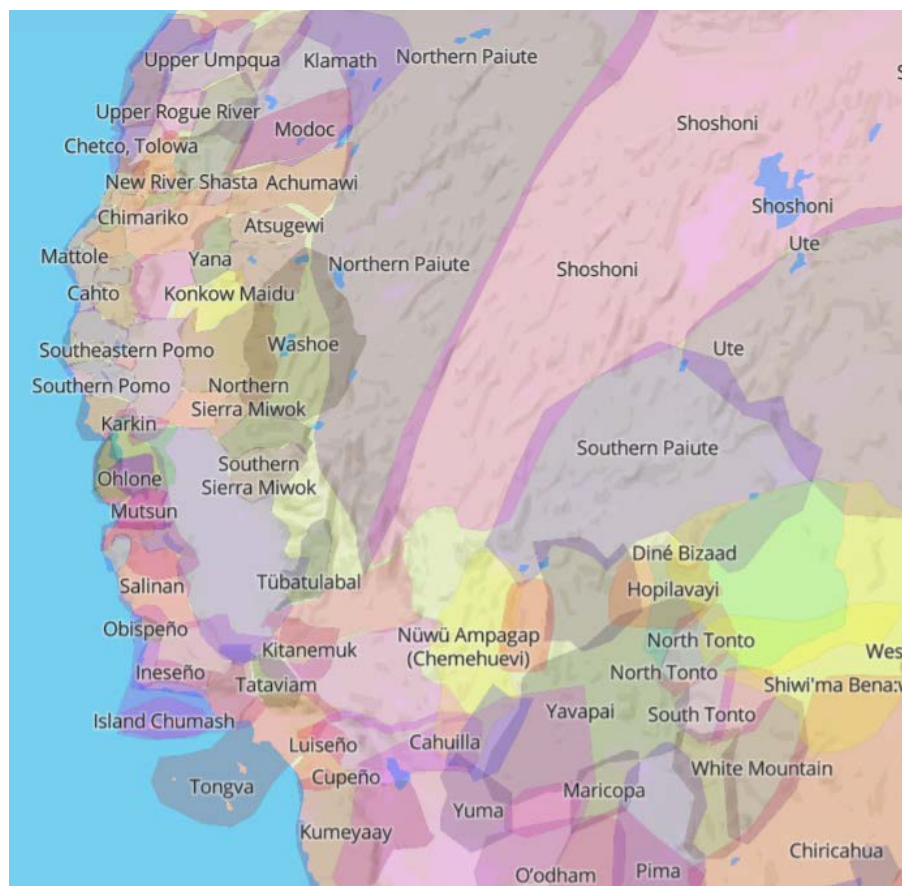 Upper Umpqua
Klamath
Northern Paiute
Upper Rogue River
Modoc
Shoshoni
Chetco, Tolowa
New River Shasta
Achumawi
Shoshoni
Chimariko
Atsugewi
Ute
Mattole
Yana
Northern Paiute
Shoshoni
Cahto
Konkow Maidu
Washoe
Ute
Southeastern Pomo
Southern Pomo
Northern
Sierra Miwok
Karkin
Southern Paiute
Southern
Sierra Miwok
Ohlone
Mutsun
Diné Bizaad
Salinan
Tübatulabal
Hopilavayi
Obispeño
Kitanemuk
Nüwü Ampagap
(Chemehuevi)
North Tonto
Wes
Ineseño
Tataviam
North Tonto
Shiwi'ma Bena:w
Island Chumash
Yavapai
South Tonto
Luiseño
Cahuilla
Cupeño
White Mountain
Tongva
Maricopa
Yuma
Kumeyaay
Chiricahua
O'odham
Pima